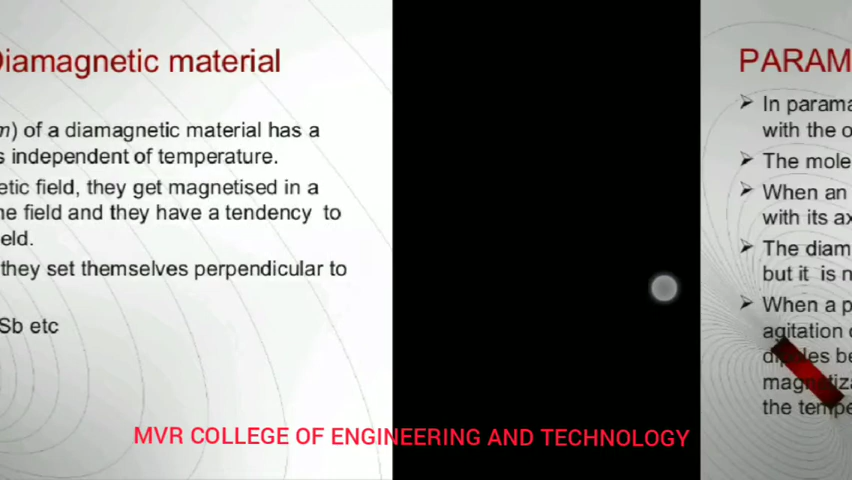 Diamagnetic material
m) of a diamagnetic material has a
s independent of temperature.
etic field, they get magnetised in a
he field and they have a tendency to
eld.
they set themselves perpendicular to
Sb etc
PARAM
➢ In parama
with the o
➢ The mole
➢ When an
with its ax
➢ The diam
but it is n
➢ When a p
agitation
dipoles be
magnetiza
the tempe
MVR COLLEGE OF ENGINEERING AND TECHNOLOGY